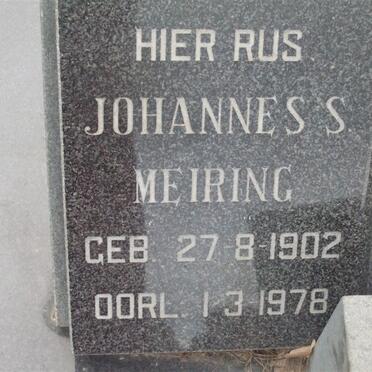 HIER RUS
JOHANNES S
MEIRING
GEB. 27-8-1902
OORL. 1-3-1978